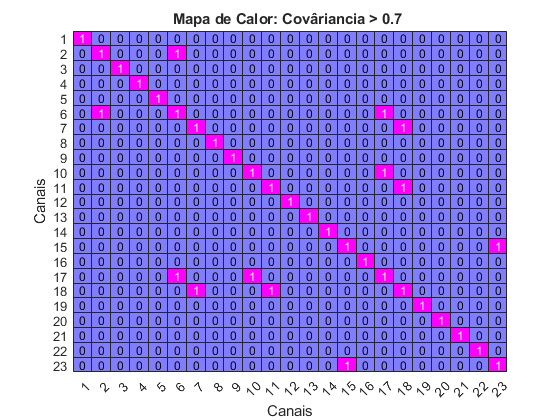 Mapa de Calor: Covâriancia > 0.7
Canais
1 1 0 0 0 0 0 0 0 0 0 0 0 0 0 0 0 0 0 0 0 0 0 0
2 0 1 0 0 0 1 0 0 0 0 0 0 0 0 0 0 0 0 0 0 0 0 0
3 0 0 1 0 0 0 0 0 0 0 0 0 0 0 0 0 0 0 0 0 0 0 0
4 0 0 0 1 0 0 0 0 0 0 0 0 0 0 0 0 0 0 0 0 0 0 0
5 0 0 0 0 1 0 0 0 0 0 0 0 0 0 0 0 0 0 0 0 0 0 0
6 0 1 0 0 0 1 0 0 0 0 0 0 0 0 0 0 1 0 0 0 0 0 0
7 0 0 0 0 0 0 1 0 0 0 0 0 0 0 0 0 0 1 0 0 0 0 0
8 0 0 0 0 0 0 0 1 0 0 0 0 0 0 0 0 0 0 0 0 0 0 0
9 0 0 0 0 0 0 0 0 1 0 0 0 0 0 0 0 0 0 0 0 0 0 0
10 0 0 0 0 0 0 0 0 0 1 0 0 0 0 0 0 1 0 0 0 0 0 0
11 0 0 0 0 0 0 0 0 0 0 1 0 0 0 0 0 0 1 0 0 0 0 0
12 0 0 0 0 0 0 0 0 0 0 0 1 0 0 0 0 0 0 0 0 0 0 0
13 0 0 0 0 0 0 0 0 0 0 0 0 1 0 0 0 0 0 0 0 0 0 0
14 0 0 0 0 0 0 0 0 0 0 0 0 0 1 0 0 0 0 0 0 0 0 0
15 0 0 0 0 0 0 0 0 0 0 0 0 0 0 1 0 0 0 0 0 0 0 1
16 0 0 0 0 0 0 0 0 0 0 0 0 0 0 0 1 0 0 0 0 0 0 0
17 0 0 0 0 0 1 0 0 0 1 0 0 0 0 0 0 1 0 0 0 0 0 0
18 0 0 0 0 0 0 1 0 0 0 1 0 0 0 0 0 0 1 0 0 0 0 0
19 0 0 0 0 0 0 0 0 0 0 0 0 0 0 0 0 0 0 1 0 0 0 0
20 0 0 0 0 0 0 0 0 0 0 0 0 0 0 0 0 0 0 0 1 0 0 0
21 0 0 0 0 0 0 0 0 0 0 0 0 0 0 0 0 0 0 0 0 1 0 0
22 0 0 0 0 0 0 0 0 0 0 0 0 0 0 0 0 0 0 0 0 0 1 0
23 0 0 0 0 0 0 0 0 0 0 0 0 0 0 1 0 0 0 0 0 0 0 1
1 2 3 4 5 6 7 8 9 10 11 12 13 14 15 16 17 18 19 20 21 22 23
Canais